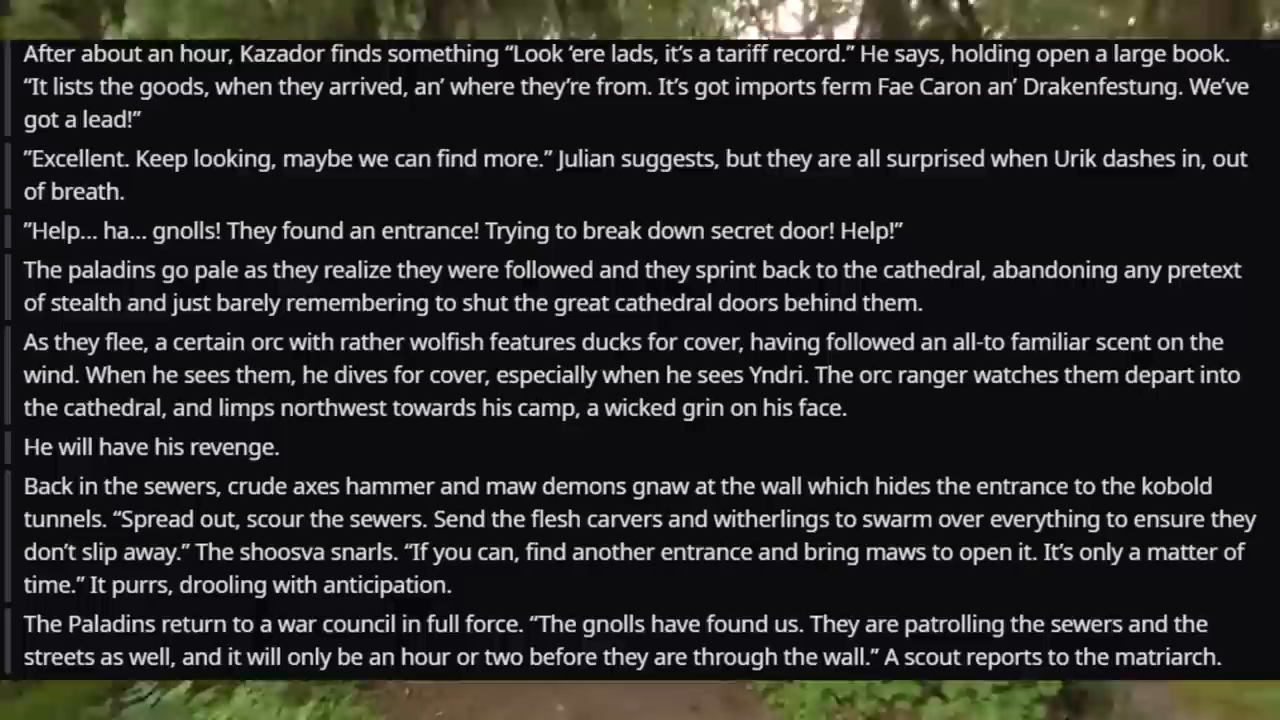 After about an hour, Kazador finds something “Look ‘ere lads, it’s a tariff record.” He says, holding open a large book.
“It lists the goods, when they arrived, an’ where they’re from. It’s got imports ferm Fae Caron an’ Drakenfestung. We’ve
got a lead!”
”Excellent. Keep looking, maybe we can find more.” Julian suggests, but they are all surprised when Urik dashes in, out
of breath.
”Help... ha... gnolls! They found an entrance! Trying to break down secret door! Help!”
The paladins go pale as they realize they were followed and they sprint back to the cathedral, abandoning any pretext
of stealth and just barely remembering to shut the great cathedral doors behind them.
As they flee, a certain orc with rather wolfish features ducks for cover, having followed an all-to familiar scent on the
wind. When he sees them, he dives for cover, especially when he sees Yndri. The orc ranger watches them depart into
the cathedral, and limps northwest towards his camp, a wicked grin on his face.
He will have his revenge.
Back in the sewers, crude axes hammer and maw demons gnaw at the wall which hides the entrance to the kobold
tunnels. “Spread out, scour the sewers. Send the flesh carvers and witherlings to swarm over everything to ensure they
don’t slip away.” The shoosva snarls. “If you can, find another entrance and bring maws to open it. It’s only a matter of
time.” It purrs, drooling with anticipation.
The Paladins return to a war council in full force. “The gnolls have found us. They are patrolling the sewers and the
streets as well, and it will only be an hour or two before they are through the wall.” A scout reports to the matriarch.